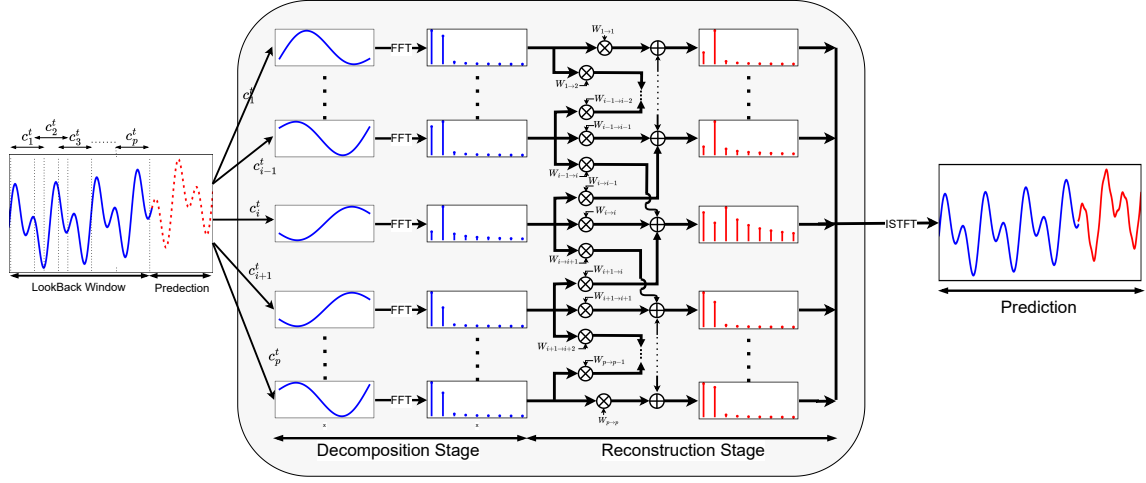 c_1^t
c_2^t
c_3^t
........
c_p^t
LookBack Window
Predection
c_1^t
c_{i-1}^t
c_i^t
c_{i+1}^t
c_p^t
FFT
FFT
FFT
FFT
FFT
W_{1→1}
W_{1→2}
W_{i-1→i-2}
W_{i-1→i-1}
W_{i-1→i}
W_{i→i-1}
W_{i→i}
W_{i→i+1}
W_{i+1→i}
W_{i+1→i+1}
W_{i+1→i+2}
W_{p→p-1}
W_{p→p}
Decomposition Stage
Reconstruction Stage
ISTFT
Prediction